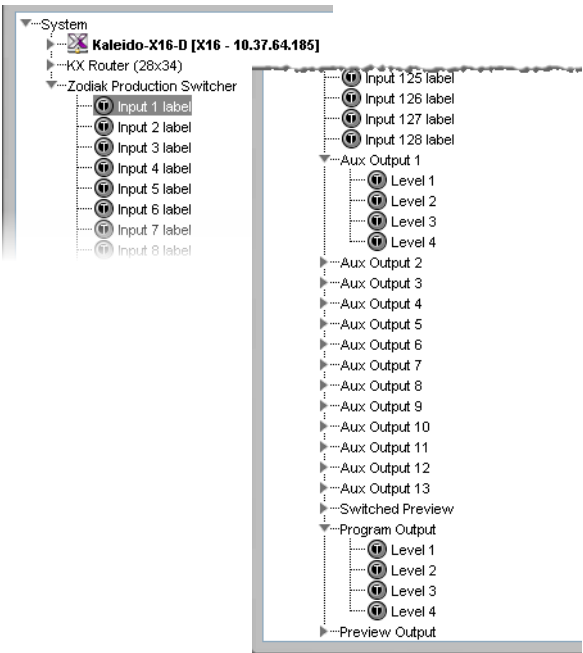 System
Kaleido-X16-D [X16 - 10.37.64.185]
KX Router (28x34)
Zodiak Production Switcher
Input 1 label
Input 2 label
Input 3 label
Input 4 label
Input 5 label
Input 6 label
Input 7 label
Input 8 label
Input 125 label
Input 126 label
Input 127 label
Input 128 label
Aux Output 1
Level 1
Level 2
Level 3
Level 4
Aux Output 2
Aux Output 3
Aux Output 4
Aux Output 5
Aux Output 6
Aux Output 7
Aux Output 8
Aux Output 9
Aux Output 10
Aux Output 11
Aux Output 12
Aux Output 13
Switched Preview
Program Output
Level 1
Level 2
Level 3
Level 4
Preview Output